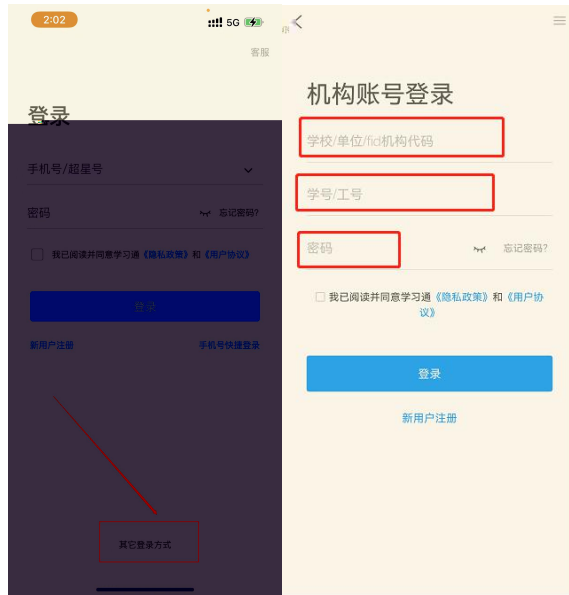 2:02
5G
客服
登录
手机号/超星号
密码
忘记密码?
我已阅读并同意学习通《隐私政策》和《用户协议》
登录
新用户注册
手机号快捷登录
其它登录方式
机构账号登录
学校/单位/fid机构代码
学号/工号
密码
忘记密码?
我已阅读并同意学习通《隐私政策》和《用户协
议》
登录
新用户注册